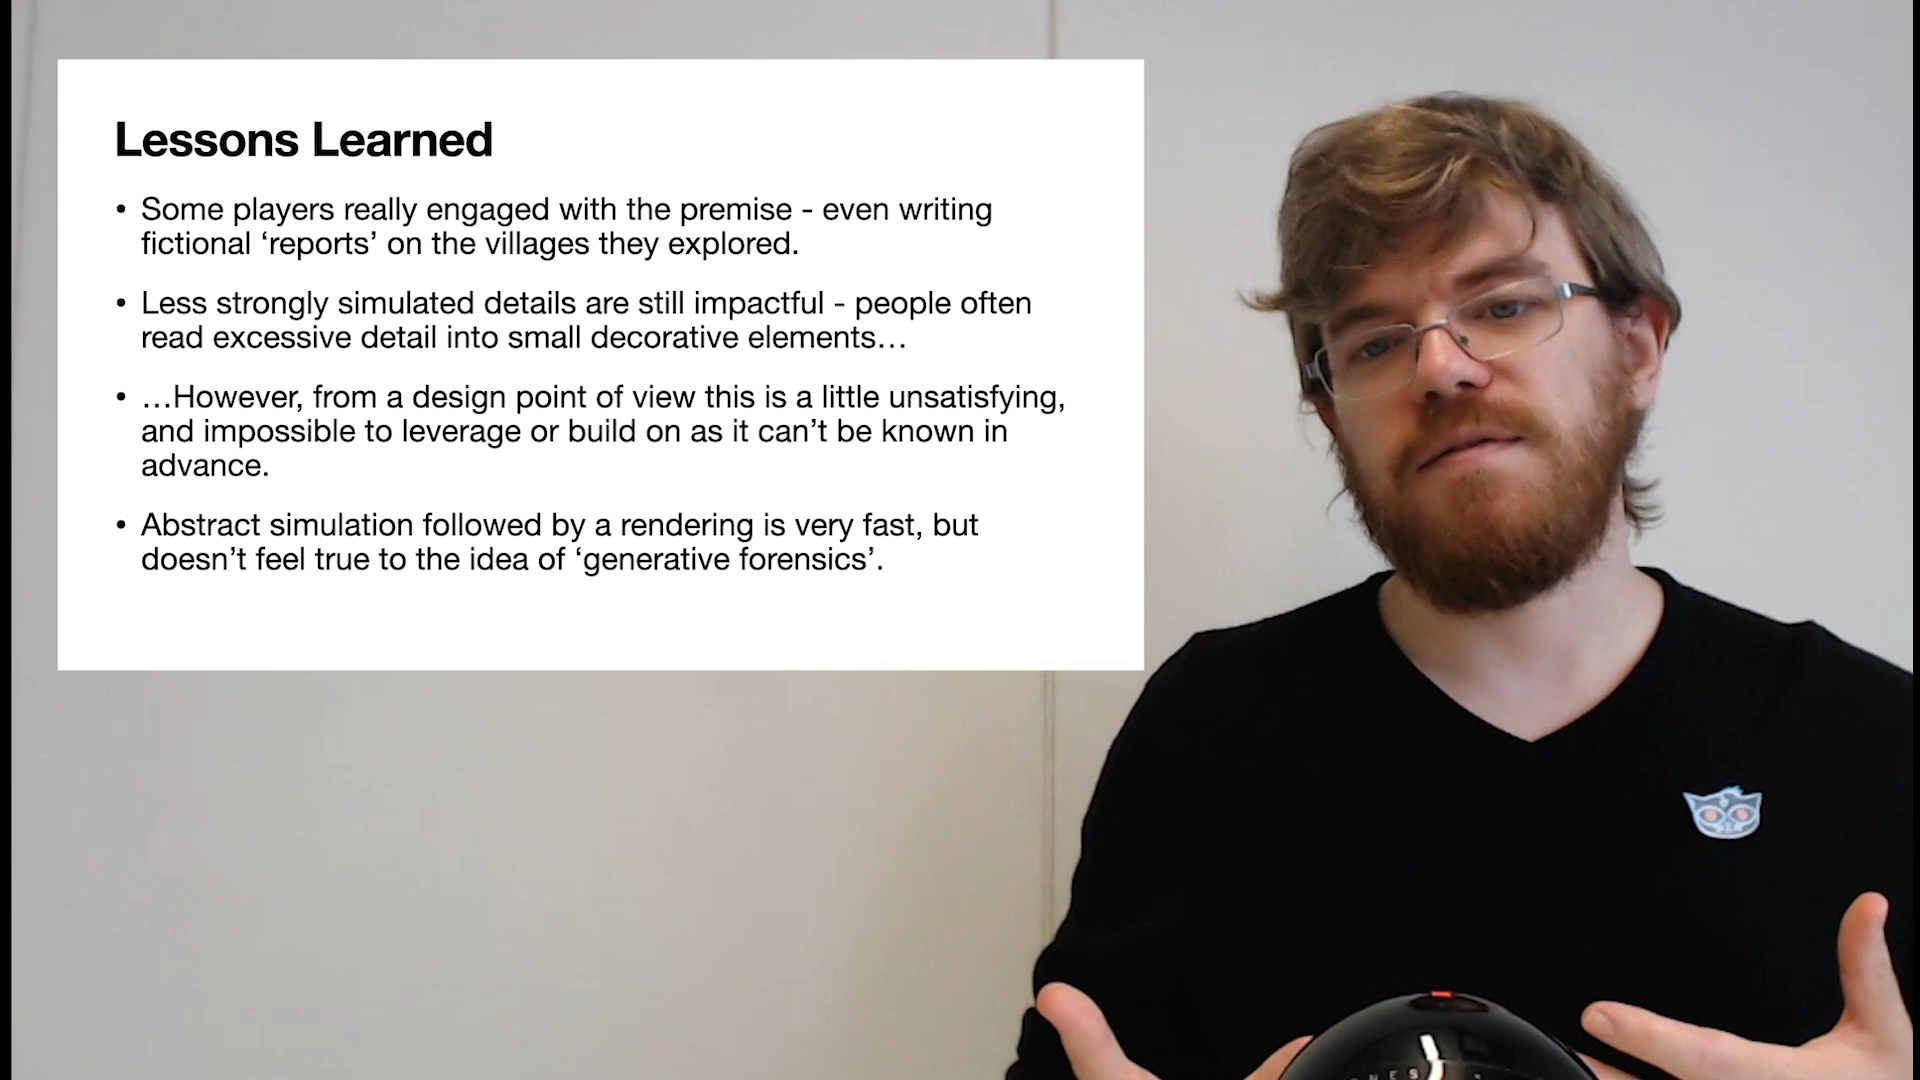 Lessons Learned
• Some players really engaged with the premise - even writing
fictional ‘reports’ on the villages they explored.
• Less strongly simulated details are still impactful - people often
read excessive detail into small decorative elements…
• …However, from a design point of view this is a little unsatisfying,
and impossible to leverage or build on as it can’t be known in
advance.
• Abstract simulation followed by a rendering is very fast, but
doesn’t feel true to the idea of ‘generative forensics’.